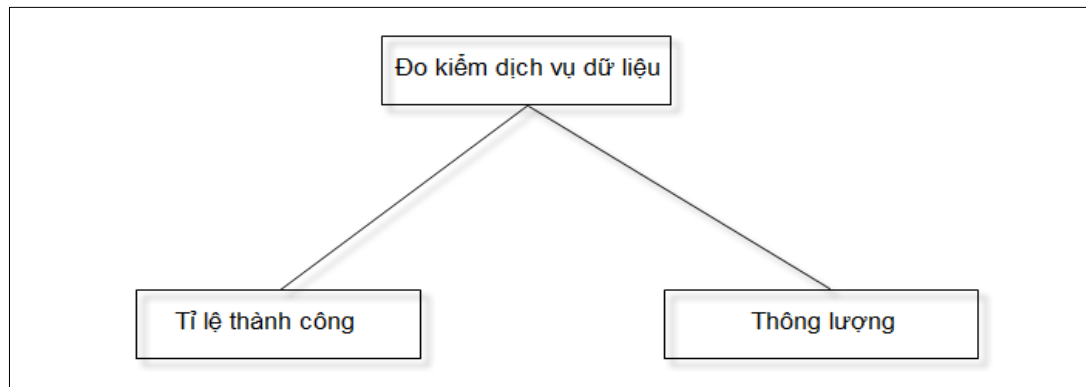 Đo kiểm dịch vụ dữ liệu
Tỉ lệ thành công
Thông lượng